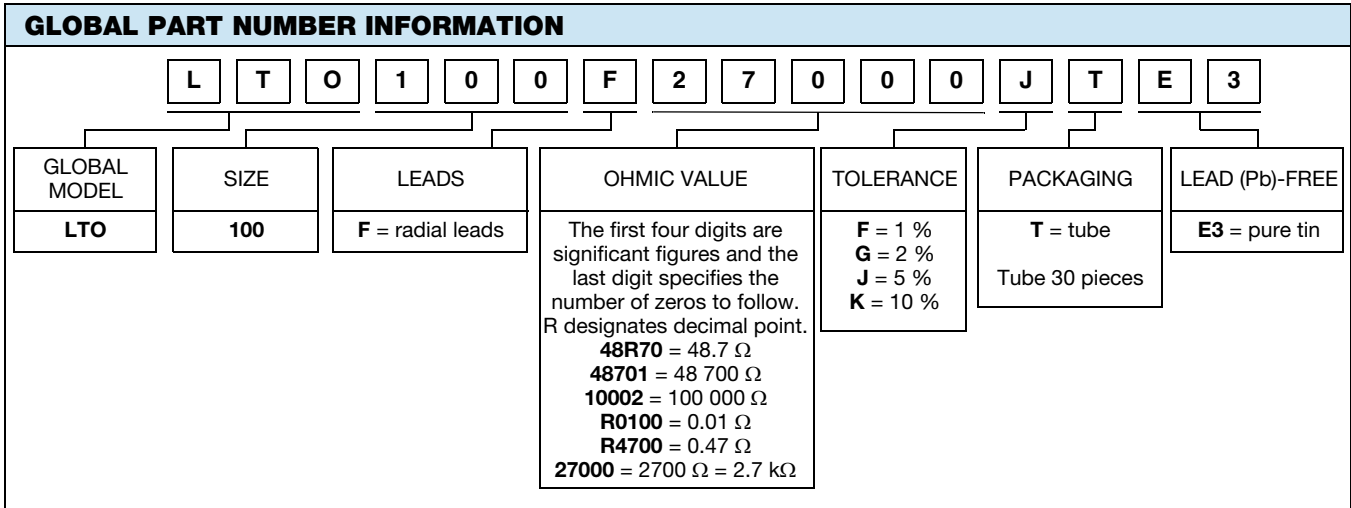 GLOBAL PART NUMBER INFORMATION
L T O 1 0 0 F 2 7 0 0 0 J T E 3
GLOBAL
MODEL
LTO
SIZE
100
LEADS
F = radial leads
OHMIC VALUE
The first four digits are
significant figures and the
last digit specifies the
number of zeros to follow.
R designates decimal point.
48R70 = 48.7 Ω
48701 = 48 700 Ω
10002 = 100 000 Ω
R0100 = 0.01 Ω
R4700 = 0.47 Ω
27000 = 2700 Ω = 2.7 kΩ
TOLERANCE
F = 1 %
G = 2 %
J = 5 %
K = 10 %
PACKAGING
T = tube
Tube 30 pieces
LEAD (Pb)-FREE
E3 = pure tin